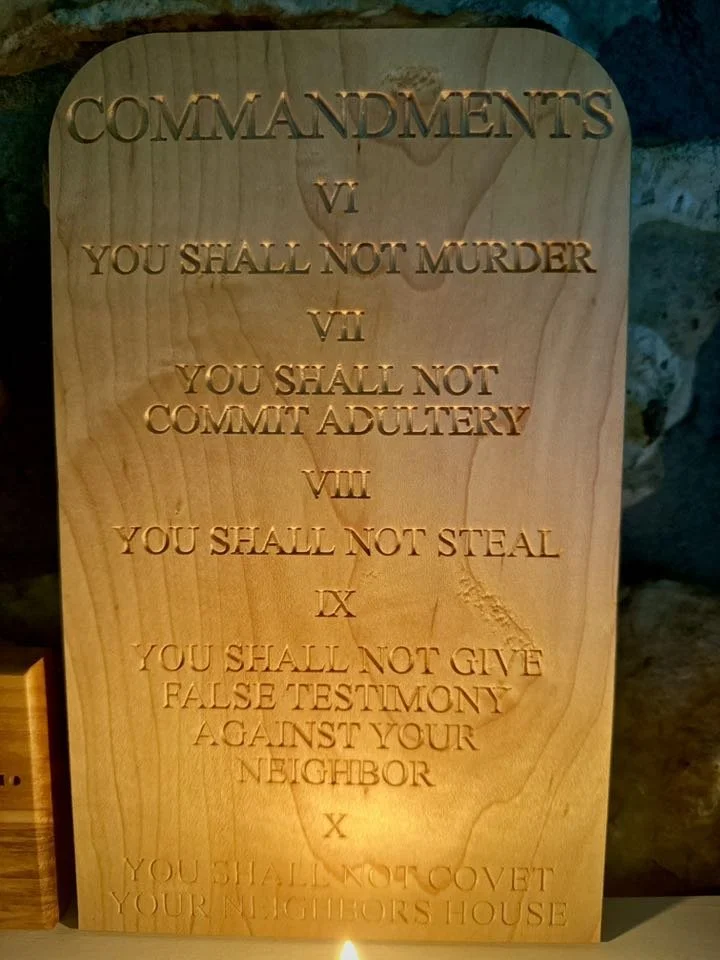 COMMANDMENTS
VI
YOU SHALL NOT MURDER
VII
YOU SHALL NOT
COMMIT ADULTERY
VIII
YOU SHALL NOT STEAL
IX
YOU SHALL NOT GIVE
FALSE TESTIMONY
AGAINST YOUR
NEIGHBOR
X
YOU SHALL NOT COVET
YOUR NEIGHBORS HOUSE